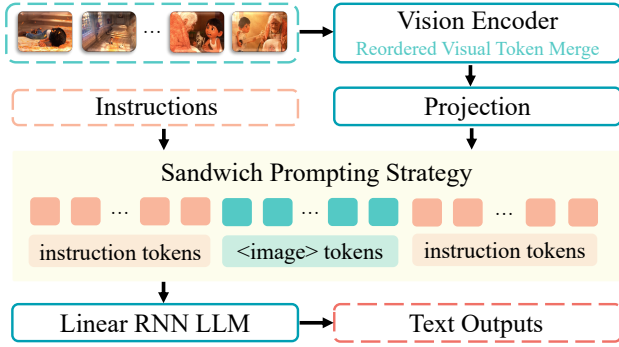 ...
Vision Encoder
Reordered Visual Token Merge
Instructions
Projection
Sandwich Prompting Strategy
... ... ...
instruction tokens
<image> tokens
instruction tokens
Linear RNN LLM
Text Outputs